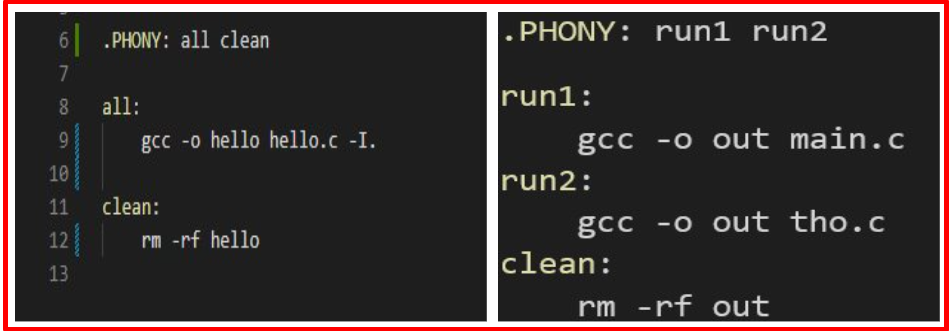 6 .PHONY: all clean
7
8 all:
9 gcc -o hello hello.c -I.
10
11 clean:
12 rm -rf hello
13
.PHONY: run1 run2
run1:
gcc -o out main.c
run2:
gcc -o out tho.c
clean:
rm -rf out